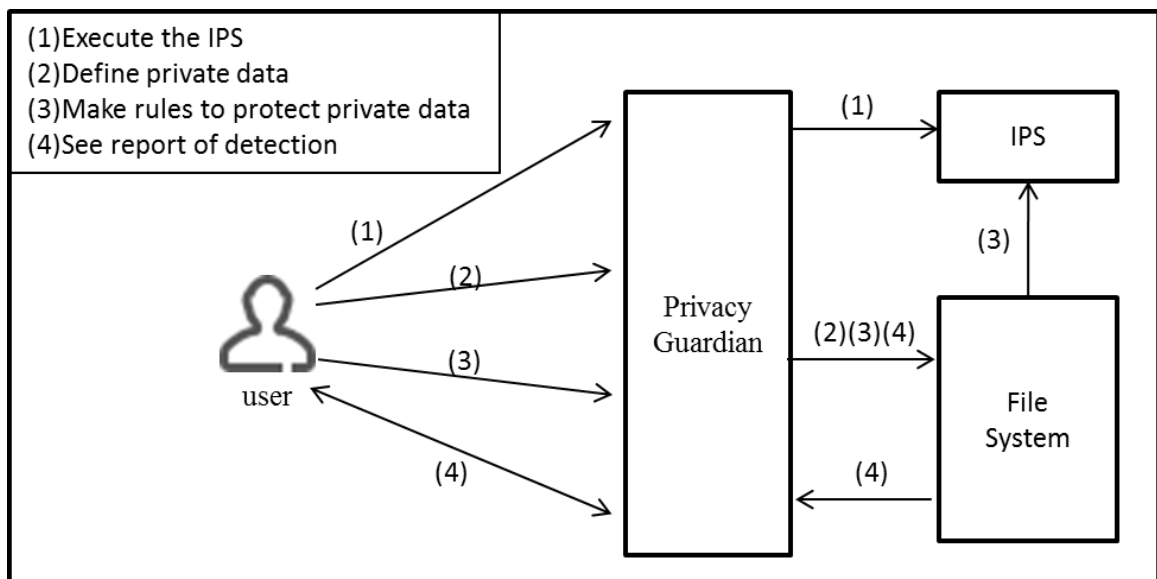 (1)Execute the IPS
(2)Define private data
(3)Make rules to protect private data
(4)See report of detection
(1)
IPS
(1)
(3)
(2)
Privacy
Guardian
(2)(3)(4)
(3)
user
File
System
(4)
(4)